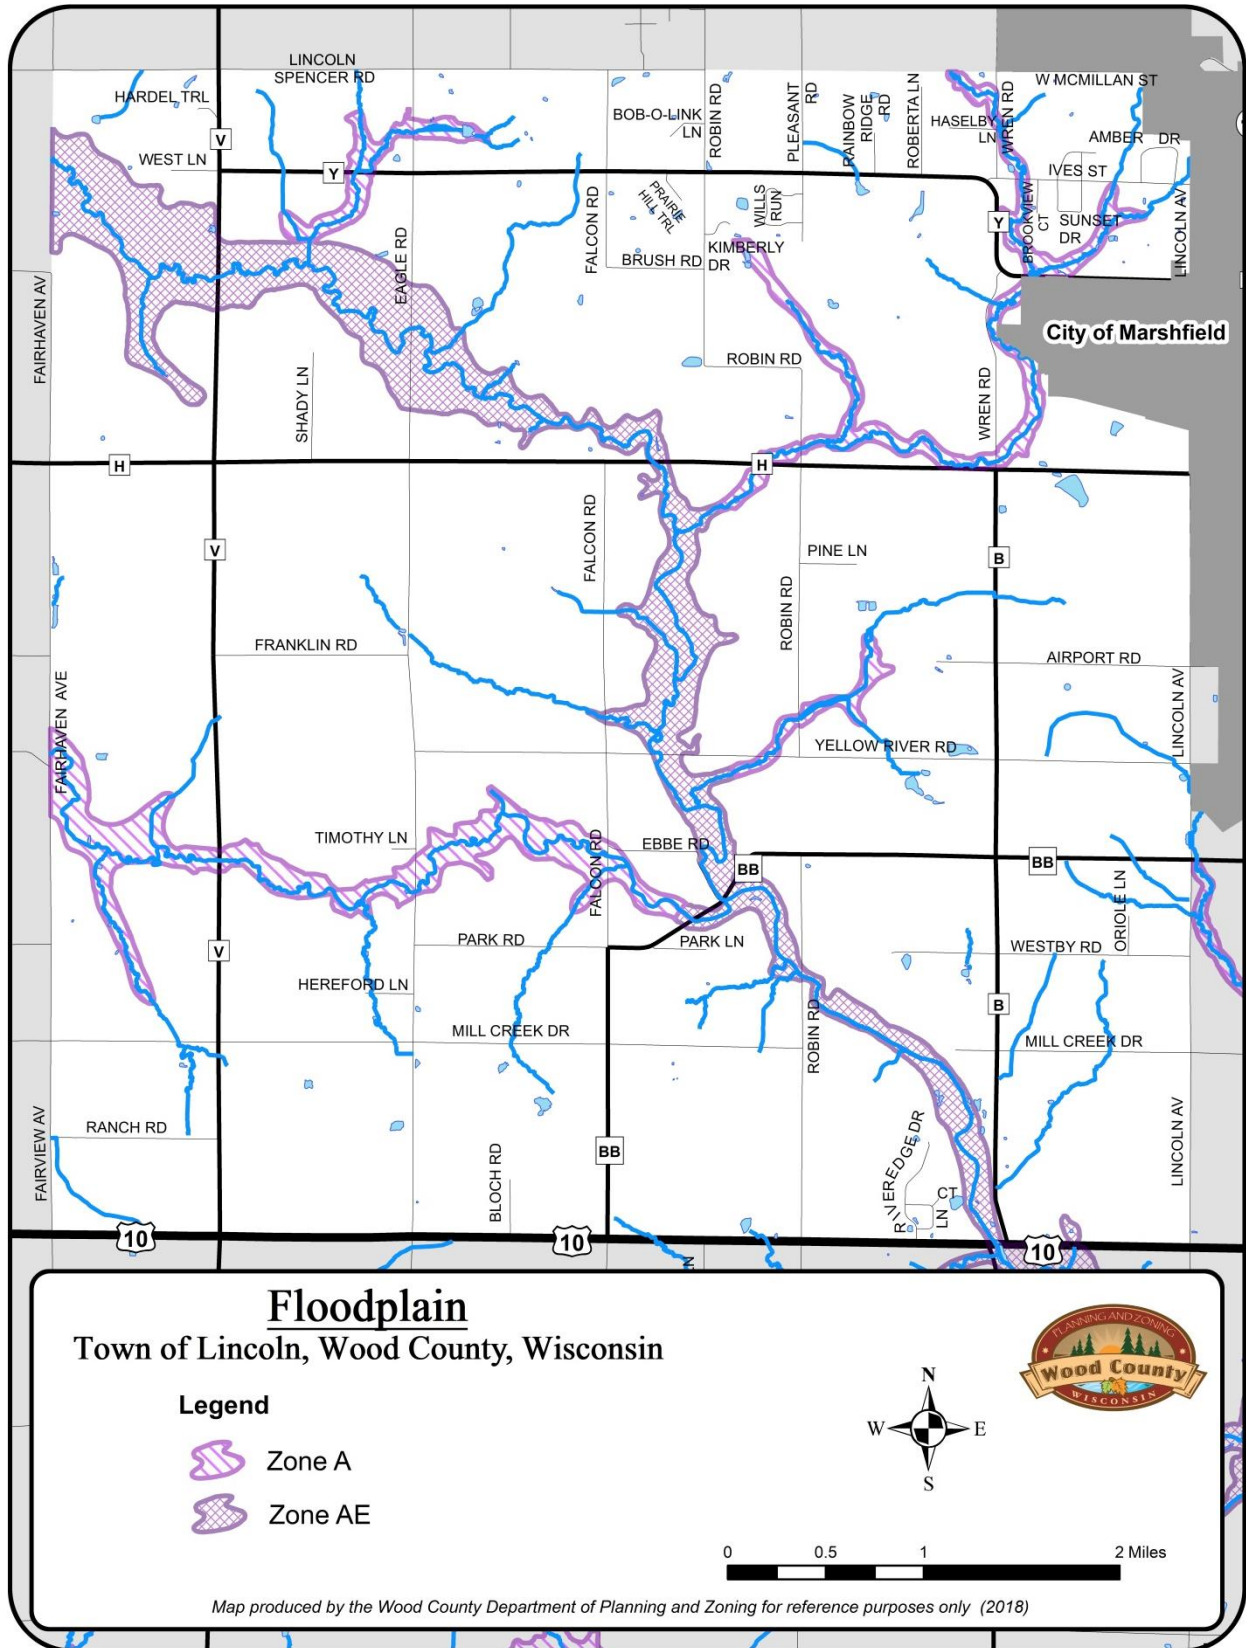 LINCOLN
SPENCER RD
HARDEL TRL
V
WEST LN
Y
BOB-O-LINK
LN
ROBIN RD
PLEASANT
RD
RAINBOW
RIDGE
RD
ROBERTA LN
HASELBY
LN
WREN RD
W MCMILLAN ST
AMBER DR
IVES ST
PRAIRIE
HILL TRL
WILLS
RUN
Y
BROOKVIEW
CT
SUNSET
DR
LINCOLN AV
FALCON RD
EAGLE RD
KIMBERLY
DR
BRUSH RD
FAIRHAVEN AV
City of Marshfield
ROBIN RD
SHADY LN
WREN RD
H
H
FALCON RD
V
PINE LN
B
ROBIN RD
FRANKLIN RD
AIRPORT RD
FAIRHAVEN AVE
LINCOLN AV
YELLOW RIVER RD
TIMOTHY LN
FALCON RD
EBBE RD
BB
BB
ORIOLE LN
V
PARK RD
PARK LN
WESTBY RD
HEREFORD LN
B
ROBIN RD
MILL CREEK DR
MILL CREEK DR
RANCH RD
FAIRVIEW AV
BLOCH RD
BB
RIVEREDGE DR
CT
LN
LINCOLN AV
10
10
10
N
Floodplain
Town of Lincoln, Wood County, Wisconsin
Legend
Zone A
Zone AE
N
W E
S
PLANNING AND ZONING
Wood County
WISCONSIN
0 0.5 1 2 Miles
Map produced by the Wood County Department of Planning and Zoning for reference purposes only (2018)